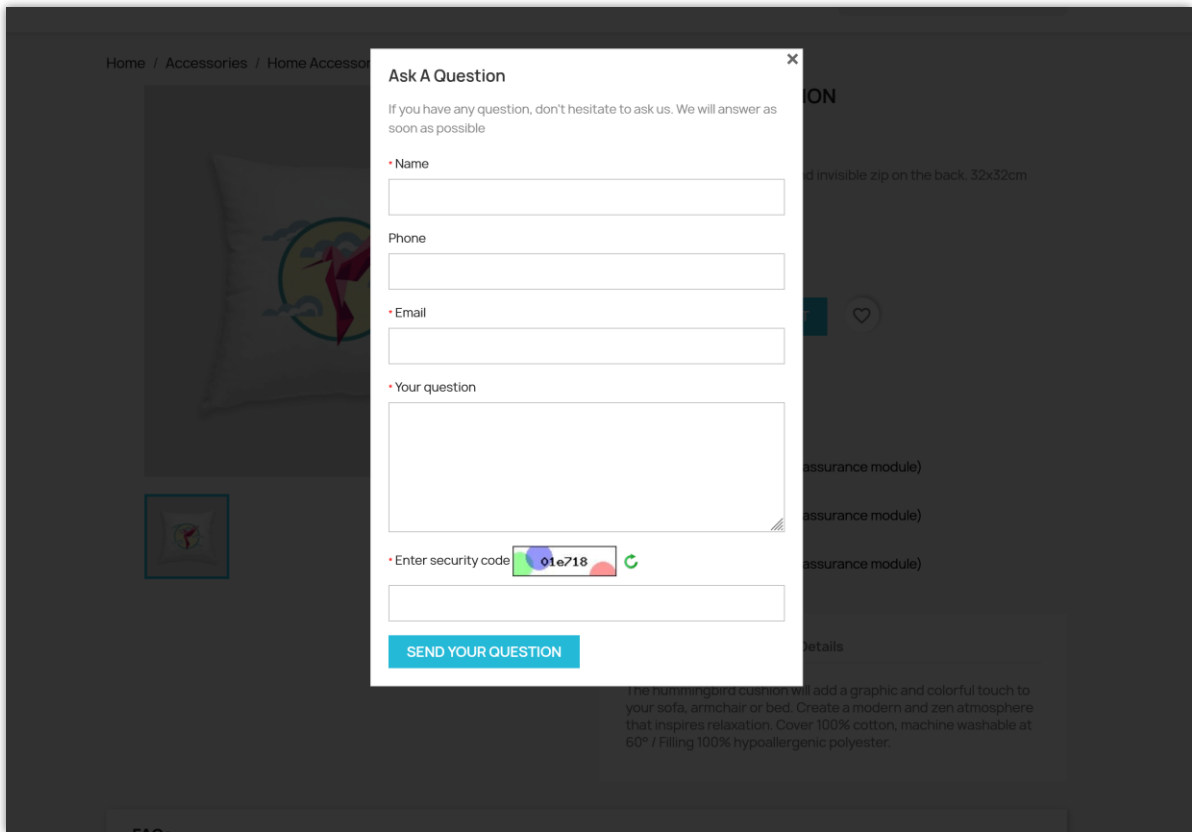 Home / Accessories / Home Accessor
ION
d invisible zip on the back. 32x32cm
T
Ask A Question
If you have any question, don't hesitate to ask us. We will answer as
soon as possible
* Name
Phone
* Email
* Your question
* Enter security code 01e718
SEND YOUR QUESTION
assurance module)
assurance module)
assurance module)
Details
The hummingbird cushion will add a graphic and colorful touch to
your sofa, armchair or bed. Create a modern and zen atmosphere
that inspires relaxation. Cover 100% cotton, machine washable at
60° / Filling 100% hypoallergenic polyester.
FAQ